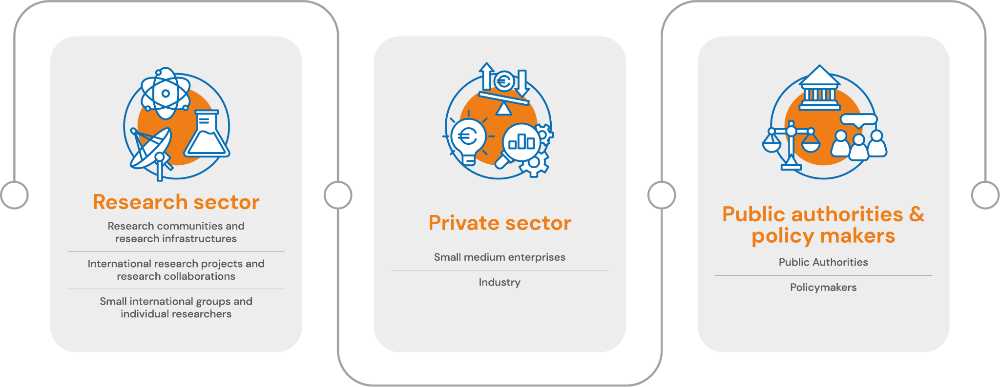 Research sector
Research communities and
research infrastructures
International research projects and
research collaborations
Small international groups and
individual researchers
Private sector
Small medium enterprises
Industry
Public authorities &
policy makers
Public Authorities
Policymakers